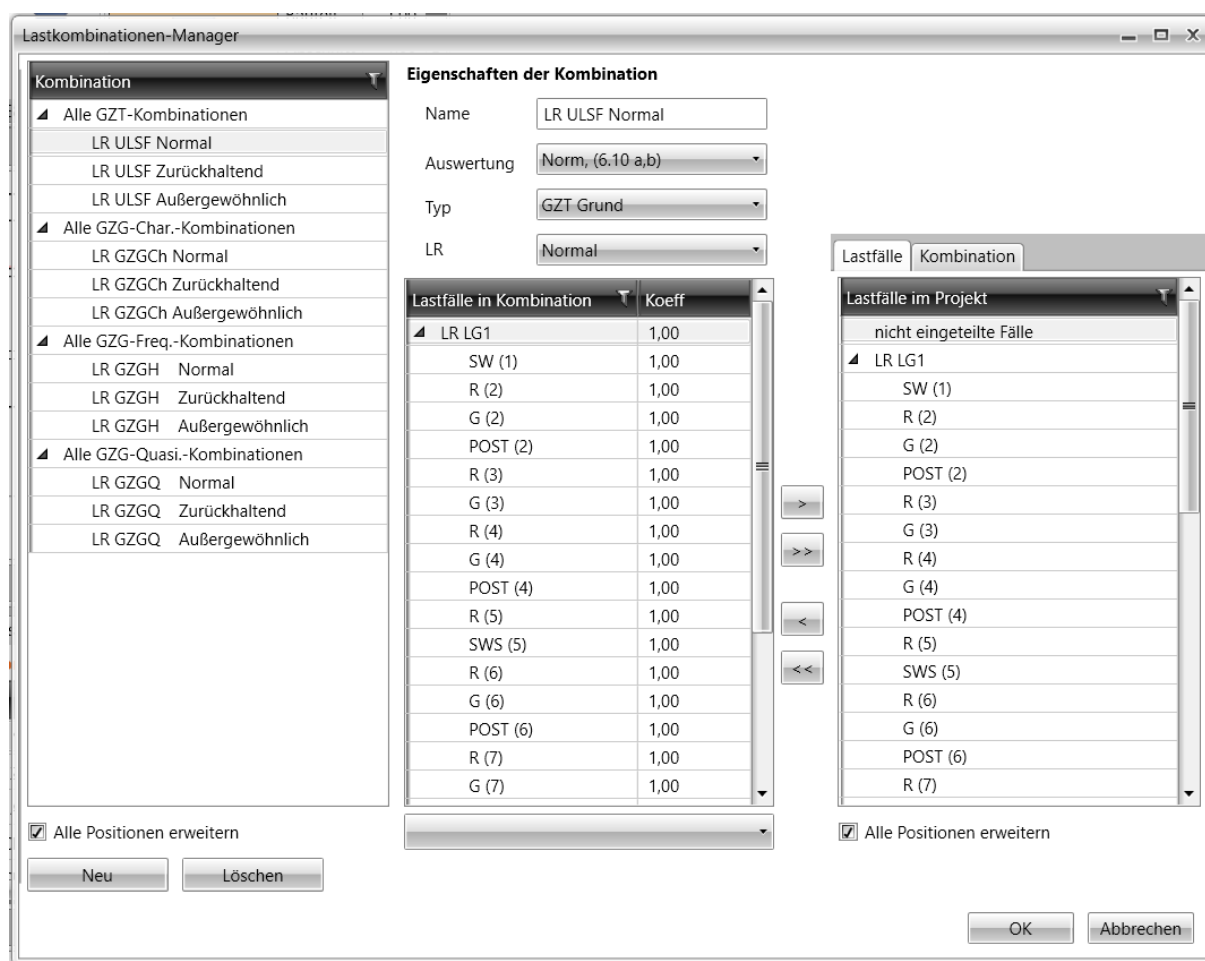 Lastkombinationen-Manager
Kombination
Alle GZT-Kombinationen
LR ULSF Normal
LR ULSF Zurückhaltend
LR ULSF Außergewöhnlich
Alle GZG-Char.-Kombinationen
LR GZGCh Normal
LR GZGCh Zurückhaltend
LR GZGCh Außergewöhnlich
Alle GZG-Freq.-Kombinationen
LR GZGH Normal
LR GZGH Zurückhaltend
LR GZGH Außergewöhnlich
Alle GZG-Quasi.-Kombinationen
LR GZGQ Normal
LR GZGQ Zurückhaltend
LR GZGQ Außergewöhnlich
Alle Positionen erweitern
Neu Löschen
Eigenschaften der Kombination
Name LR ULSF Normal
Auswertung Norm, (6.10 a,b)
Typ GZT Grund
LR Normal
Lastfälle in Kombination Koeff
LR LG1 1,00
SW (1) 1,00
R (2) 1,00
G (2) 1,00
POST (2) 1,00
R (3) 1,00
G (3) 1,00
R (4) 1,00
G (4) 1,00
POST (4) 1,00
R (5) 1,00
SWS (5) 1,00
R (6) 1,00
G (6) 1,00
POST (6) 1,00
R (7) 1,00
G (7) 1,00
>
>>
<
<<
Lastfälle Kombination
Lastfälle im Projekt
nicht eingeteilte Fälle
LR LG1
SW (1)
R (2)
G (2)
POST (2)
R (3)
G (3)
R (4)
G (4)
POST (4)
R (5)
SWS (5)
R (6)
G (6)
POST (6)
R (7)
Alle Positionen erweitern
OK Abbrechen